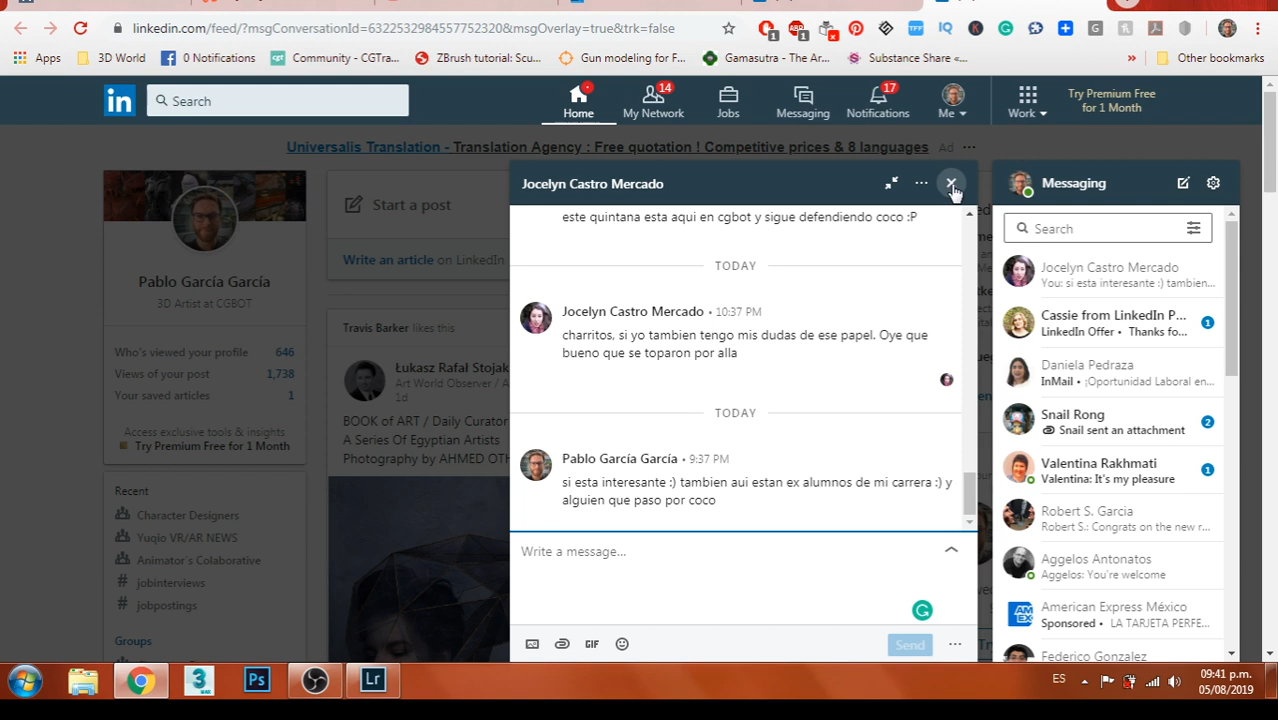 linkedin.com/feed/?msgConversationId=6322532984557752320&msgOverlay=true&trk=false
Apps
3D World
0 Notifications
Community - CGTra...
ZBrush tutorial: Scu...
Gun modeling for F...
Gamasutra - The Ar...
Substance Share «...
»
Other bookmarks
in
Search
Home
14
My Network
Jobs
Messaging
17
Notifications
Me
Work
Try Premium Free
for 1 Month
Universalis Translation - Translation Agency : Free quotation ! Competitive prices & 8 languages Ad ...
Pablo García García
3D Artist at CGBOT
Who's viewed your profile 646
Views of your post 1,738
Your saved articles 1
Access exclusive tools & insights
Try Premium Free for 1 Month
Recent
Character Designers
Yuqio VR/AR NEWS
Animator´s Colaborative
# jobinterviews
# jobpostings
Groups
Start a post
Write an article on LinkedIn
Travis Barker likes this
Łukasz Rafał Stojak
Art World Observer /
1d
BOOK of ART / Daily Curator
A Series Of Egyptian Artists
Photography by AHMED OTH
Jocelyn Castro Mercado
este quintana esta aqui en cgbot y sigue defendiendo coco :P
TODAY
Jocelyn Castro Mercado • 10:37 PM
charritos, si yo tambien tengo mis dudas de ese papel. Oye que
bueno que se toparon por alla
TODAY
Pablo García García • 9:37 PM
si esta interesante :) tambien aui estan ex alumnos de mi carrera :) y
alguien que paso por coco
Write a message...
GIF
Send
Messaging
Search
Jocelyn Castro Mercado
You: si esta interesante :) tambien...
Cassie from LinkedIn P... 1
LinkedIn Offer • Thanks fo...
Daniela Pedraza
InMail • ¡Oportunidad Laboral en...
Snail Rong 2
Snail sent an attachment
Valentina Rakhmati 1
Valentina: It's my pleasure
Robert S. Garcia
Robert S.: Congrats on the new r...
Aggelos Antonatos
Aggelos: You're welcome
American Express México
Sponsored • LA TARJETA PERFE...
Federico Gonzalez
Ps
Lr
ES
09:41 p.m.
05/08/2019